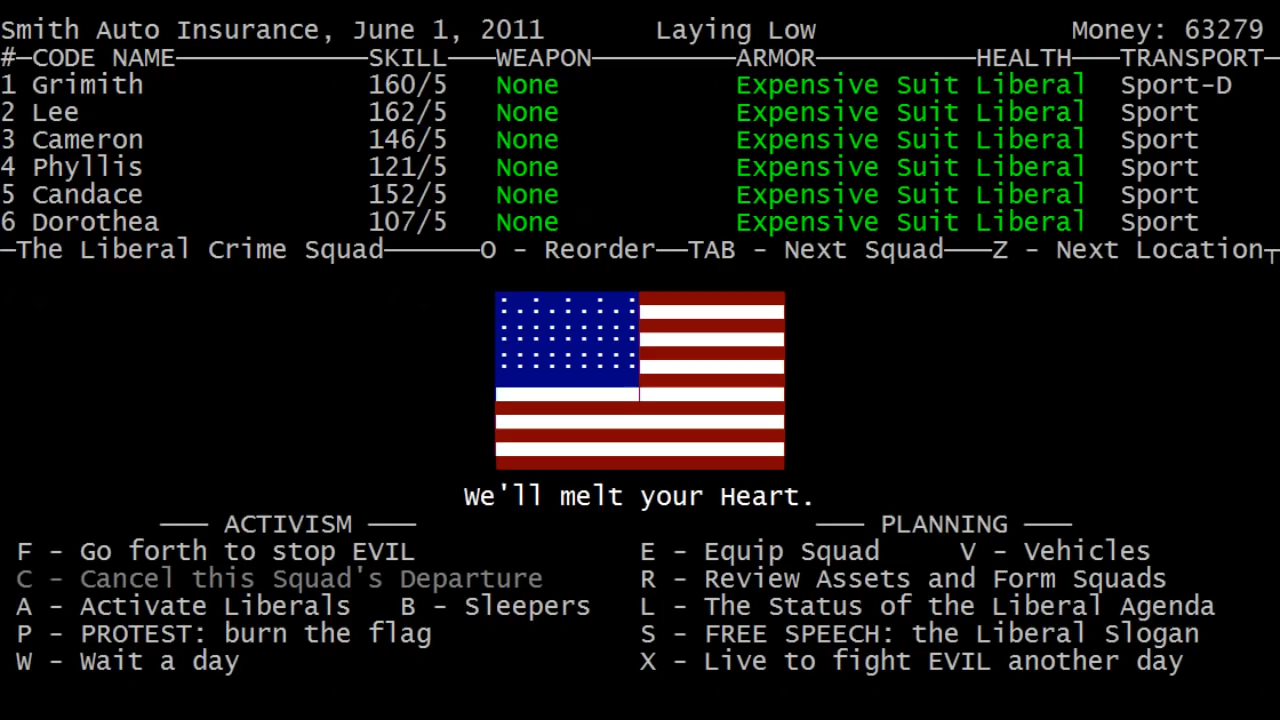 Smith Auto Insurance, June 1, 2011 Laying Low Money: 63279
#—CODE NAME SKILL WEAPON ARMOR HEALTH TRANSPORT
1 Grimith 160/5 None Expensive Suit Liberal Sport-D
2 Lee 162/5 None Expensive Suit Liberal Sport
3 Cameron 146/5 None Expensive Suit Liberal Sport
4 Phyllis 121/5 None Expensive Suit Liberal Sport
5 Candace 152/5 None Expensive Suit Liberal Sport
6 Dorothea 107/5 None Expensive Suit Liberal Sport
The Liberal Crime Squad O - Reorder TAB - Next Squad Z - Next Location
We'll melt your Heart.
ACTIVISM PLANNING
F - Go forth to stop EVIL E - Equip Squad V - Vehicles
C - Cancel this Squad's Departure R - Review Assets and Form Squads
A - Activate Liberals B - Sleepers L - The Status of the Liberal Agenda
P - PROTEST: burn the flag S - FREE SPEECH: the Liberal Slogan
W - Wait a day X - Live to fight EVIL another day